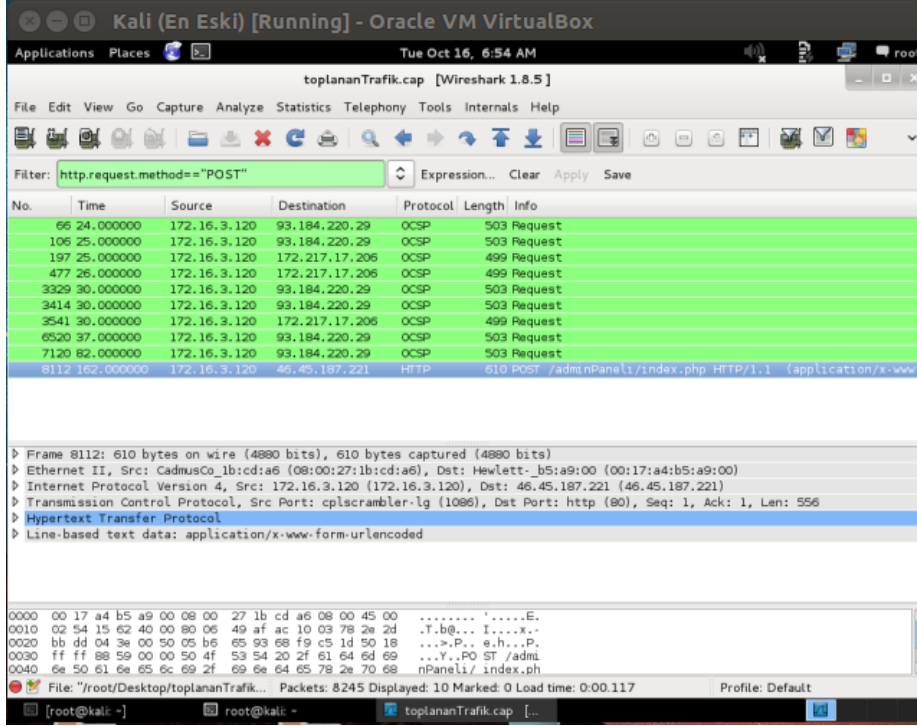 Kali (En Eski) [Running] - Oracle VM VirtualBox
Applications Places Tue Oct 16, 6:54 AM root
toplananTrafik.cap [Wireshark 1.8.5 ]
File Edit View Go Capture Analyze Statistics Telephony Tools Internals Help
Filter: http.request.method=="POST" Expression... Clear Apply Save
No. Time Source Destination Protocol Length Info
66 24.000000 172.16.3.120 93.184.220.29 OCSP 503 Request
106 25.000000 172.16.3.120 93.184.220.29 OCSP 503 Request
197 25.000000 172.16.3.120 172.217.17.206 OCSP 499 Request
477 26.000000 172.16.3.120 172.217.17.206 OCSP 499 Request
3329 30.000000 172.16.3.120 93.184.220.29 OCSP 503 Request
3414 30.000000 172.16.3.120 93.184.220.29 OCSP 503 Request
3541 30.000000 172.16.3.120 172.217.17.206 OCSP 499 Request
6520 37.000000 172.16.3.120 93.184.220.29 OCSP 503 Request
7120 82.000000 172.16.3.120 93.184.220.29 OCSP 503 Request
8112 162.000000 172.16.3.120 46.45.187.221 HTTP 610 POST /adminPaneli/index.php HTTP/1.1 (application/x-www
Frame 8112: 610 bytes on wire (4880 bits), 610 bytes captured (4880 bits)
Ethernet II, Src: CadmusCo_1b:cd:a6 (08:00:27:1b:cd:a6), Dst: Hewlett-_b5:a9:00 (00:17:a4:b5:a9:00)
Internet Protocol Version 4, Src: 172.16.3.120 (172.16.3.120), Dst: 46.45.187.221 (46.45.187.221)
Transmission Control Protocol, Src Port: cplscrambler-lg (1086), Dst Port: http (80), Seq: 1, Ack: 1, Len: 556
Hypertext Transfer Protocol
Line-based text data: application/x-www-form-urlencoded
0000 00 17 a4 b5 a9 00 08 00 27 1b cd a6 08 00 45 00 ........ '.....E.
0010 02 54 15 62 40 00 80 06 49 af ac 10 03 78 2e 2d .T.b@... I....x.-
0020 bb dd 04 3e 00 50 05 b6 65 93 68 f9 c5 1d 50 18 ...>.P.. e.h...P.
0030 ff ff 88 59 00 00 50 4f 53 54 20 2f 61 64 6d 69 ...Y..PO ST /admi
0040 6e 50 61 6e 65 6c 69 2f 69 6e 64 65 78 2e 70 68 nPaneli/ index.ph
File: "/root/Desktop/toplananTrafik... Packets: 8245 Displayed: 10 Marked: 0 Load time: 0:00.117 Profile: Default
[root@kali: ~] root@kali: ~ toplananTrafik.cap [...